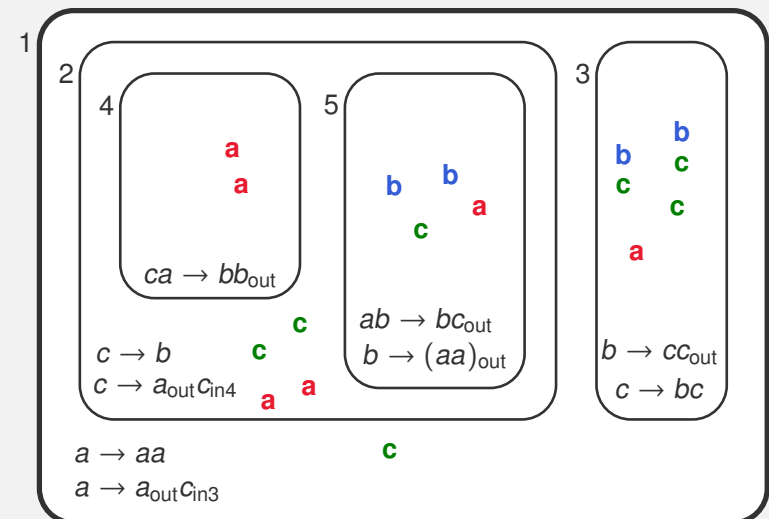 1
2
3
4
5
a
a
b
b
a
c
b
b
c
c
c
a
ca → bb_out
c
c
a
a
c → b
c → a_out c_in4
ab → bc_out
b → (aa)_out
b → cc_out
c → bc
c
a → aa
a → a_out c_in3